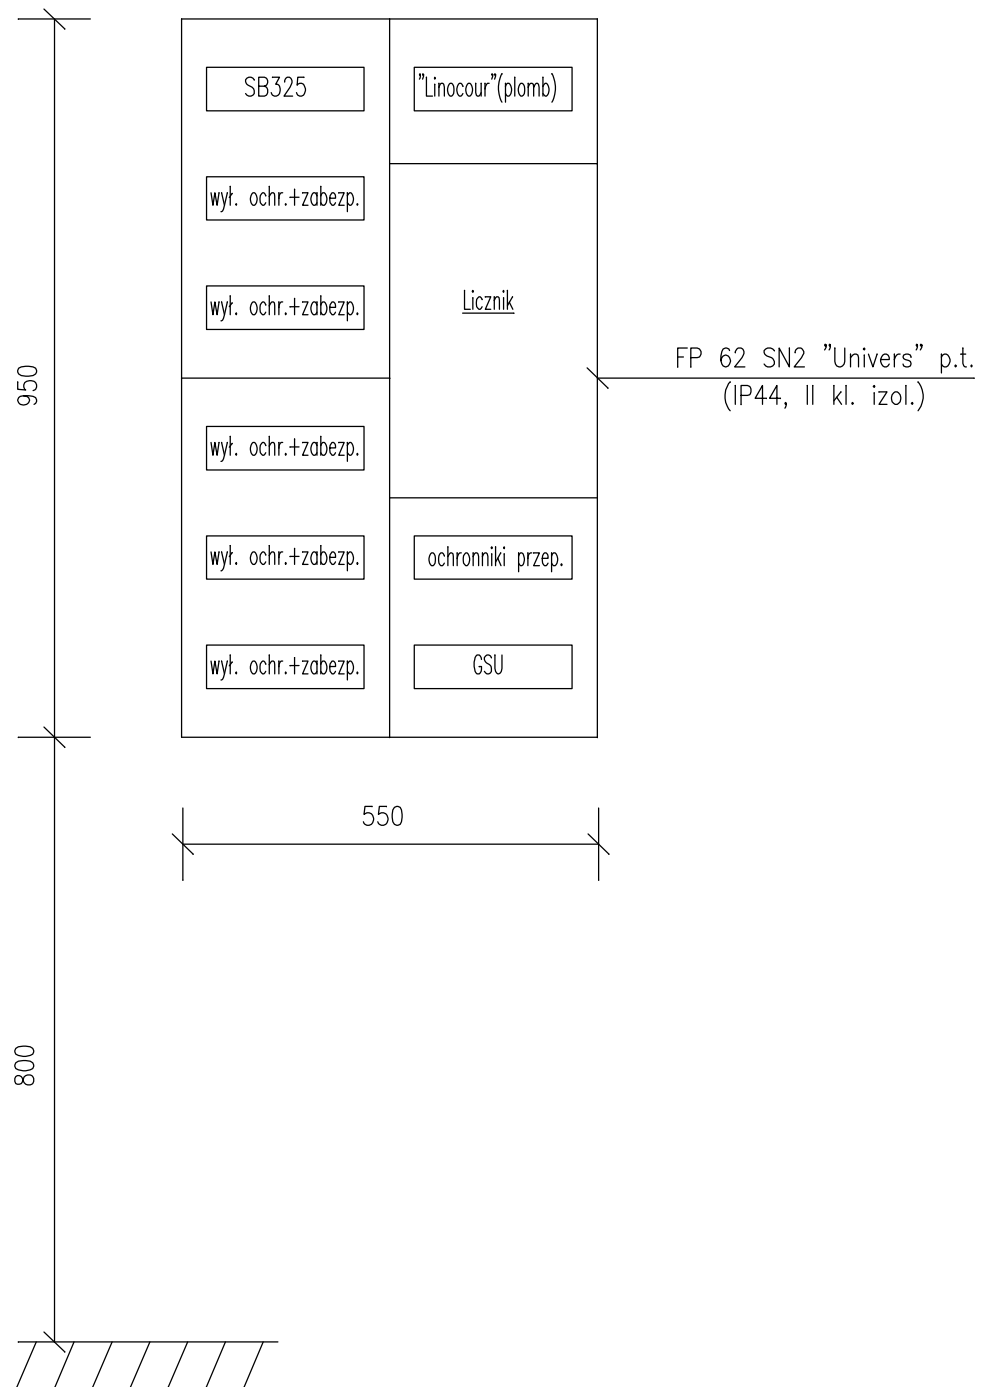 SB325
"Linocour"(plomb)
wył. ochr.+zabezp.
wył. ochr.+zabezp.
Licznik
FP 62 SN2 "Univers" p.t.
(IP44, II kl. izol.)
950
wył. ochr.+zabezp.
wył. ochr.+zabezp.
ochronniki przep.
wył. ochr.+zabezp.
GSU
550
800